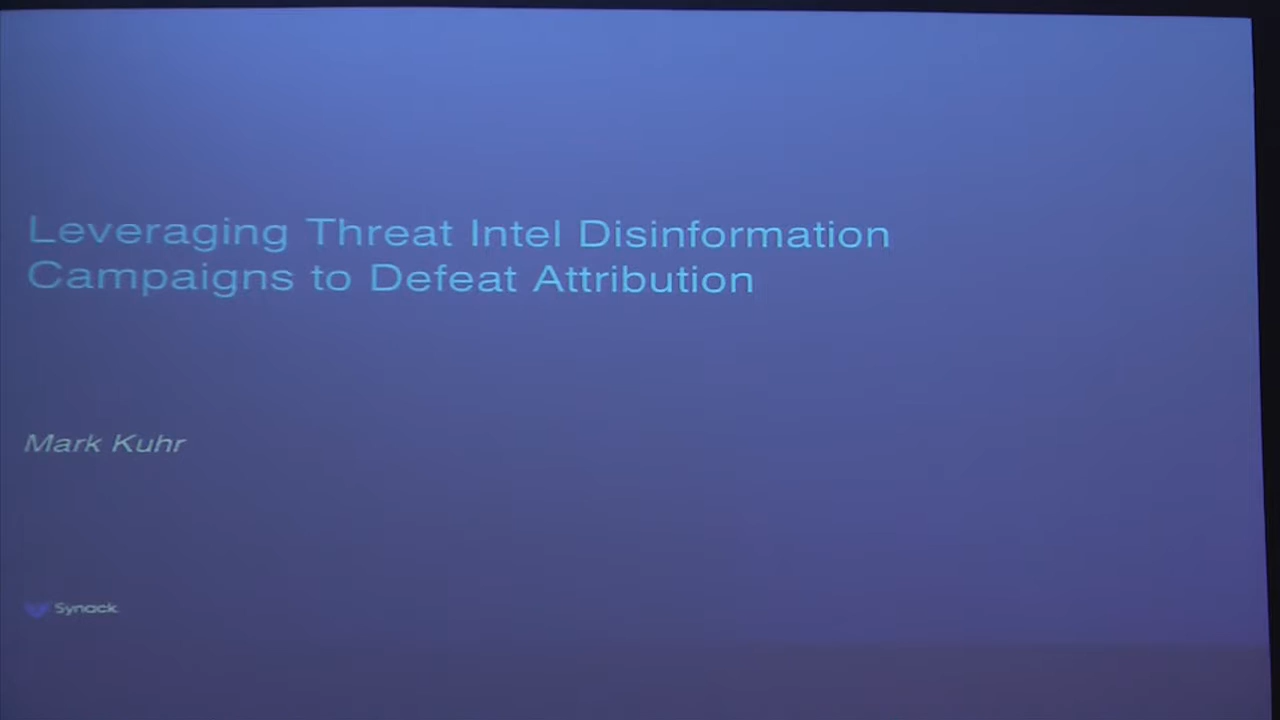 Leveraging Threat Intel Disinformation
Campaigns to Defeat Attribution
Mark Kuhr
Synack